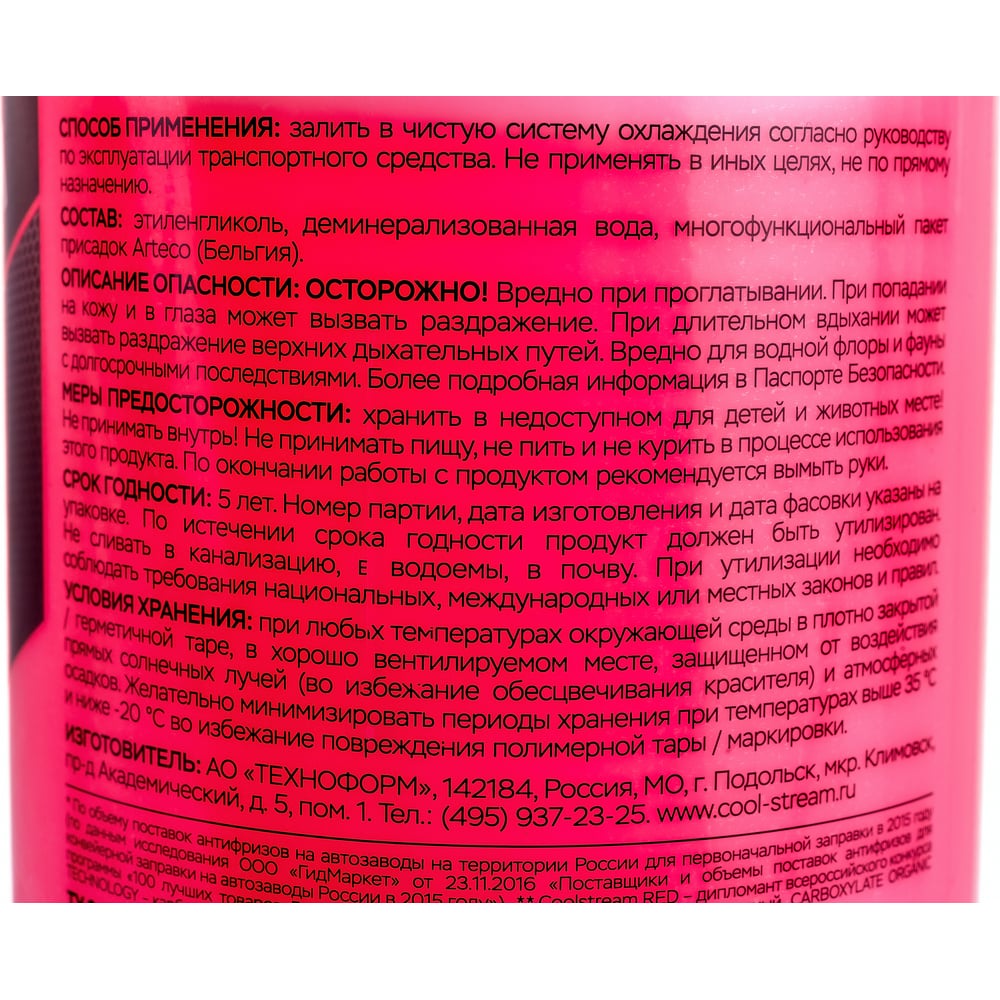 СПОСОБ ПРИМЕНЕНИЯ: залить в чистую систему охлаждения согласно руководству
по эксплуатации транспортного средства. Не применять в иных целях, не по прямому
назначению.
СОСТАВ: этиленгликоль, деминерализованная вода, многофункциональный пакет
присадок Arteco (Бельгия).
ОПИСАНИЕ ОПАСНОСТИ: ОСТОРОЖНО! Вредно при проглатывании. При попадании
на кожу и в глаза может вызвать раздражение. При длительном вдыхании может
вызвать раздражение верхних дыхательных путей. Вредно для водной флоры и фауны
с долгосрочными последствиями. Более подробная информация в Паспорте Безопасности.
МЕРЫ ПРЕДОСТОРОЖНОСТИ: хранить в недоступном для детей и животных месте!
Не принимать внутрь! Не принимать пищу, не пить и не курить в процессе использования
этого продукта. По окончании работы с продуктом рекомендуется вымыть руки.
СРОК ГОДНОСТИ: 5 лет. Номер партии, дата изготовления и дата фасовки указаны на
упаковке. По истечении срока годности продукт должен быть утилизирован.
Не сливать в канализацию, в водоемы, в почву. При утилизации необходимо
соблюдать требования национальных, международных или местных законов и правил.
УСЛОВИЯ ХРАНЕНИЯ: при любых температурах окружающей среды в плотно закрытой
/ герметичной таре, в хорошо вентилируемом месте, защищенном от воздействия
прямых солнечных лучей (во избежание обесцвечивания красителя) и атмосферных
осадков. Желательно минимизировать периоды хранения при температурах выше 35 °С
и ниже -20 °С во избежание повреждения полимерной тары / маркировки.
ИЗГОТОВИТЕЛЬ: АО «ТЕХНОФОРМ», 142184, Россия, МО, г. Подольск, мкр. Климовск,
пр-д Академический, д. 5, пом. 1. Тел.: (495) 937-23-25. www.cool-stream.ru
* По объему поставок антифризов на автозаводы на территории России для первоначальной заправки в 2015 году
(по данным исследования ООО «ГидМаркет» от 23.11.2016 «Поставщики и объемы поставок антифризов для
конвейерной заправки на автозаводы России в 2015 году»). ** Coolstream RED - дипломант всероссийского конкурса
программы «100 лучших товаров CARBOXYLATE ORGANIC
TECHNOLOGY -